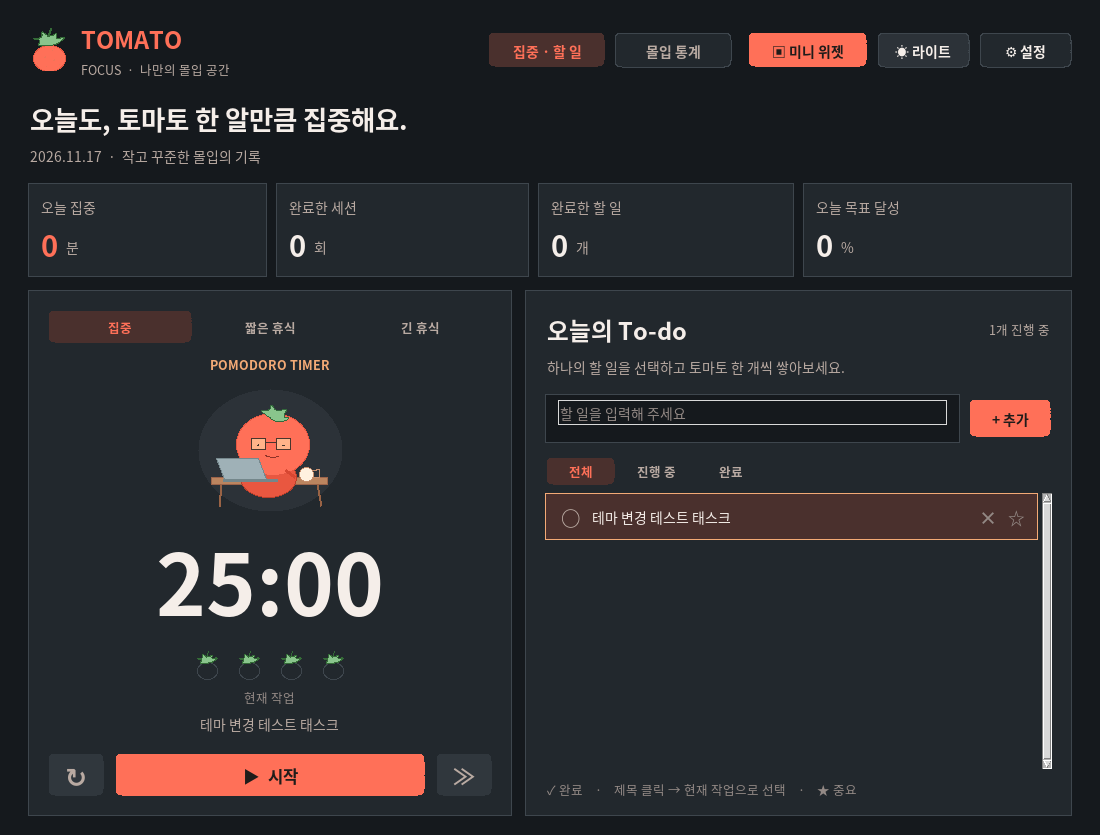 TOMATO
FOCUS · 나만의 몰입 공간
집중 · 할 일
몰입 통계
▣ 미니 위젯
☀ 라이트
⚙ 설정
오늘도, 토마토 한 알만큼 집중해요.
2026.11.17 · 작고 꾸준한 몰입의 기록
오늘 집중
0 분
완료한 세션
0 회
완료한 할 일
0 개
오늘 목표 달성
0 %
집중
짧은 휴식
긴 휴식
POMODORO TIMER
25:00
현재 작업
테마 변경 테스트 태스크
↻
▶ 시작
≫
오늘의 To-do
1개 진행 중
하나의 할 일을 선택하고 토마토 한 개씩 쌓아보세요.
할 일을 입력해 주세요
+ 추가
전체
진행 중
완료
테마 변경 테스트 태스크 ✕ ☆
✓ 완료 · 제목 클릭 → 현재 작업으로 선택 · ★ 중요